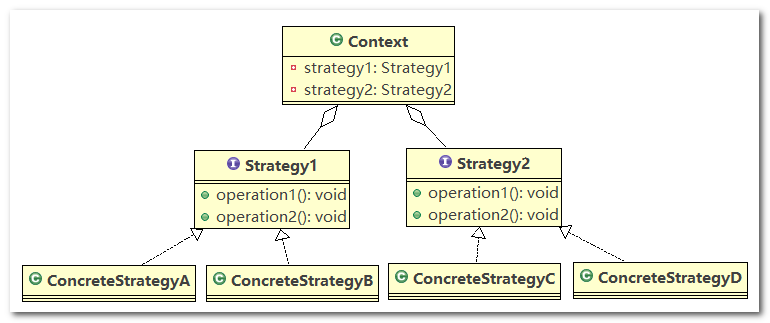 C Context
strategy1: Strategy1
strategy2: Strategy2
I Strategy1
operation1(): void
operation2(): void
I Strategy2
operation1(): void
operation2(): void
C ConcreteStrategyA
C ConcreteStrategyB
C ConcreteStrategyC
C ConcreteStrategyD